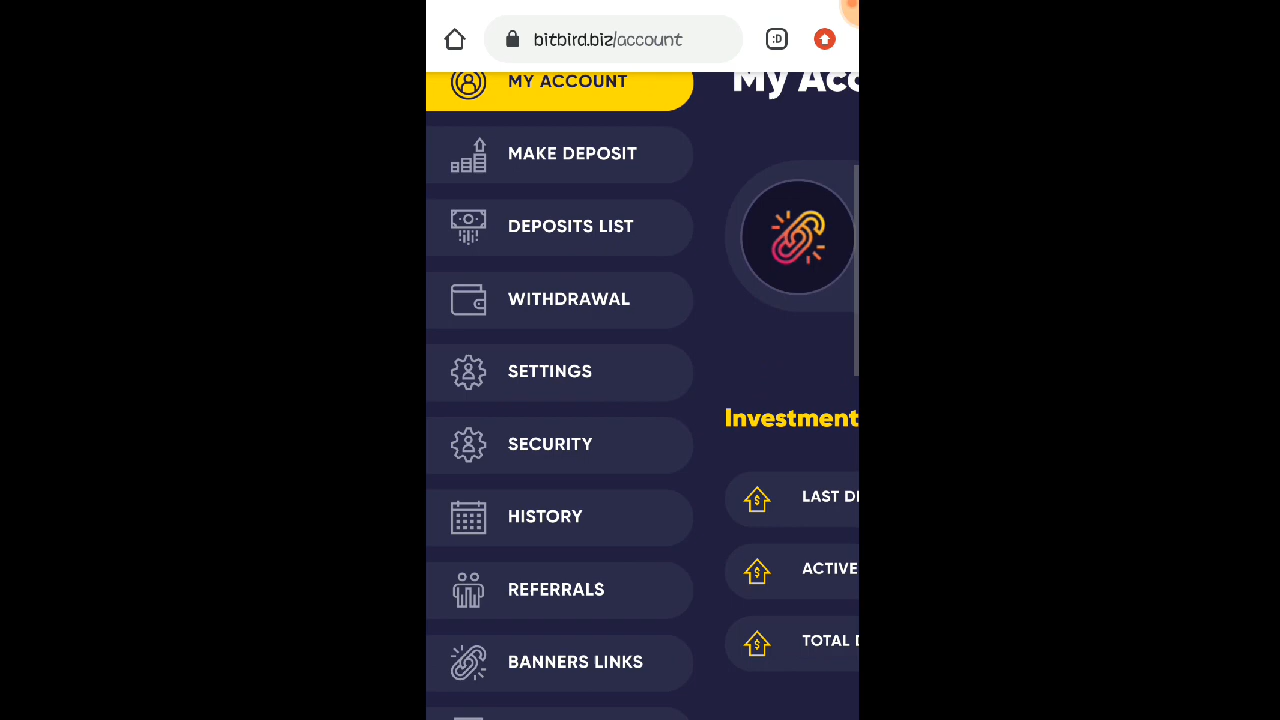 bitbird.biz/account
:D
MY ACCOUNT
My Acc
MAKE DEPOSIT
DEPOSITS LIST
WITHDRAWAL
SETTINGS
Investment
SECURITY
LAST D
HISTORY
ACTIVE
REFERRALS
TOTAL D
BANNERS LINKS